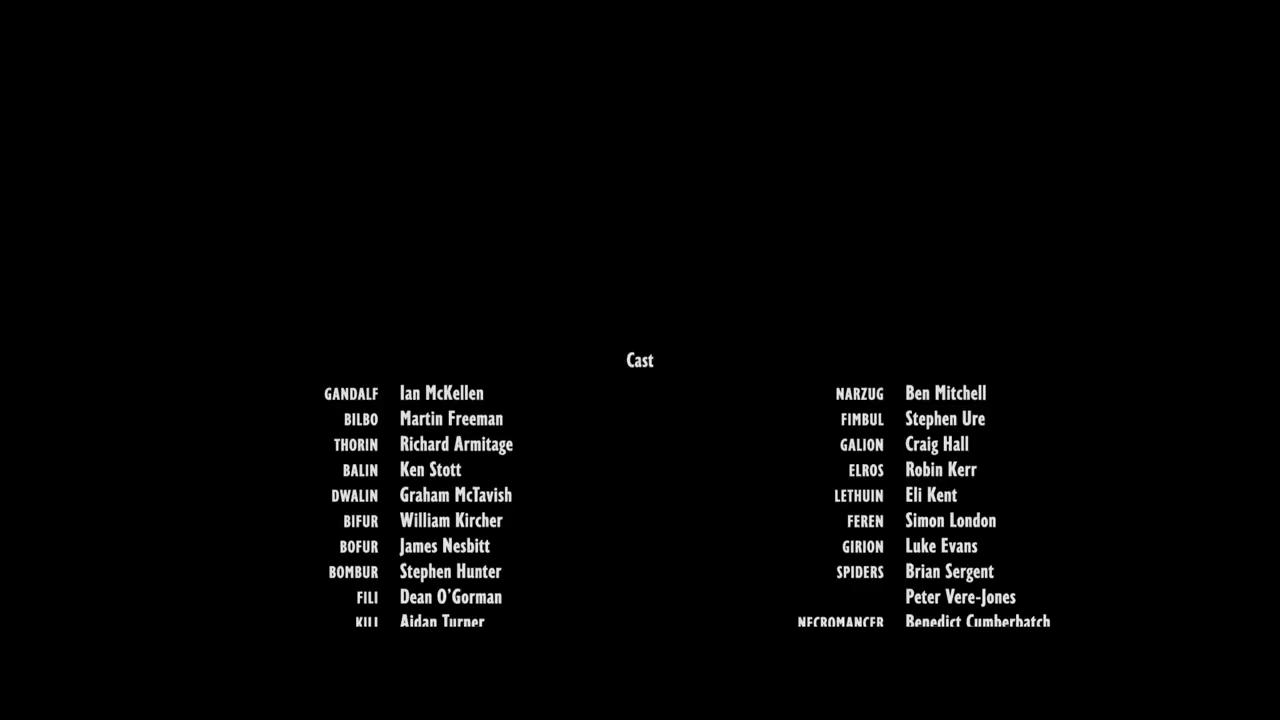 Cast
GANDALF Ian McKellen
BILBO Martin Freeman
THORIN Richard Armitage
BALIN Ken Stott
DWALIN Graham McTavish
BIFUR William Kircher
BOFUR James Nesbitt
BOMBUR Stephen Hunter
FILI Dean O'Gorman
KILI Aidan Turner
NARZUG Ben Mitchell
FIMBUL Stephen Ure
GALION Craig Hall
ELROS Robin Kerr
LETHUIN Eli Kent
FEREN Simon London
GIRION Luke Evans
SPIDERS Brian Sergent
Peter Vere-Jones
NECROMANCER Benedict Cumberbatch